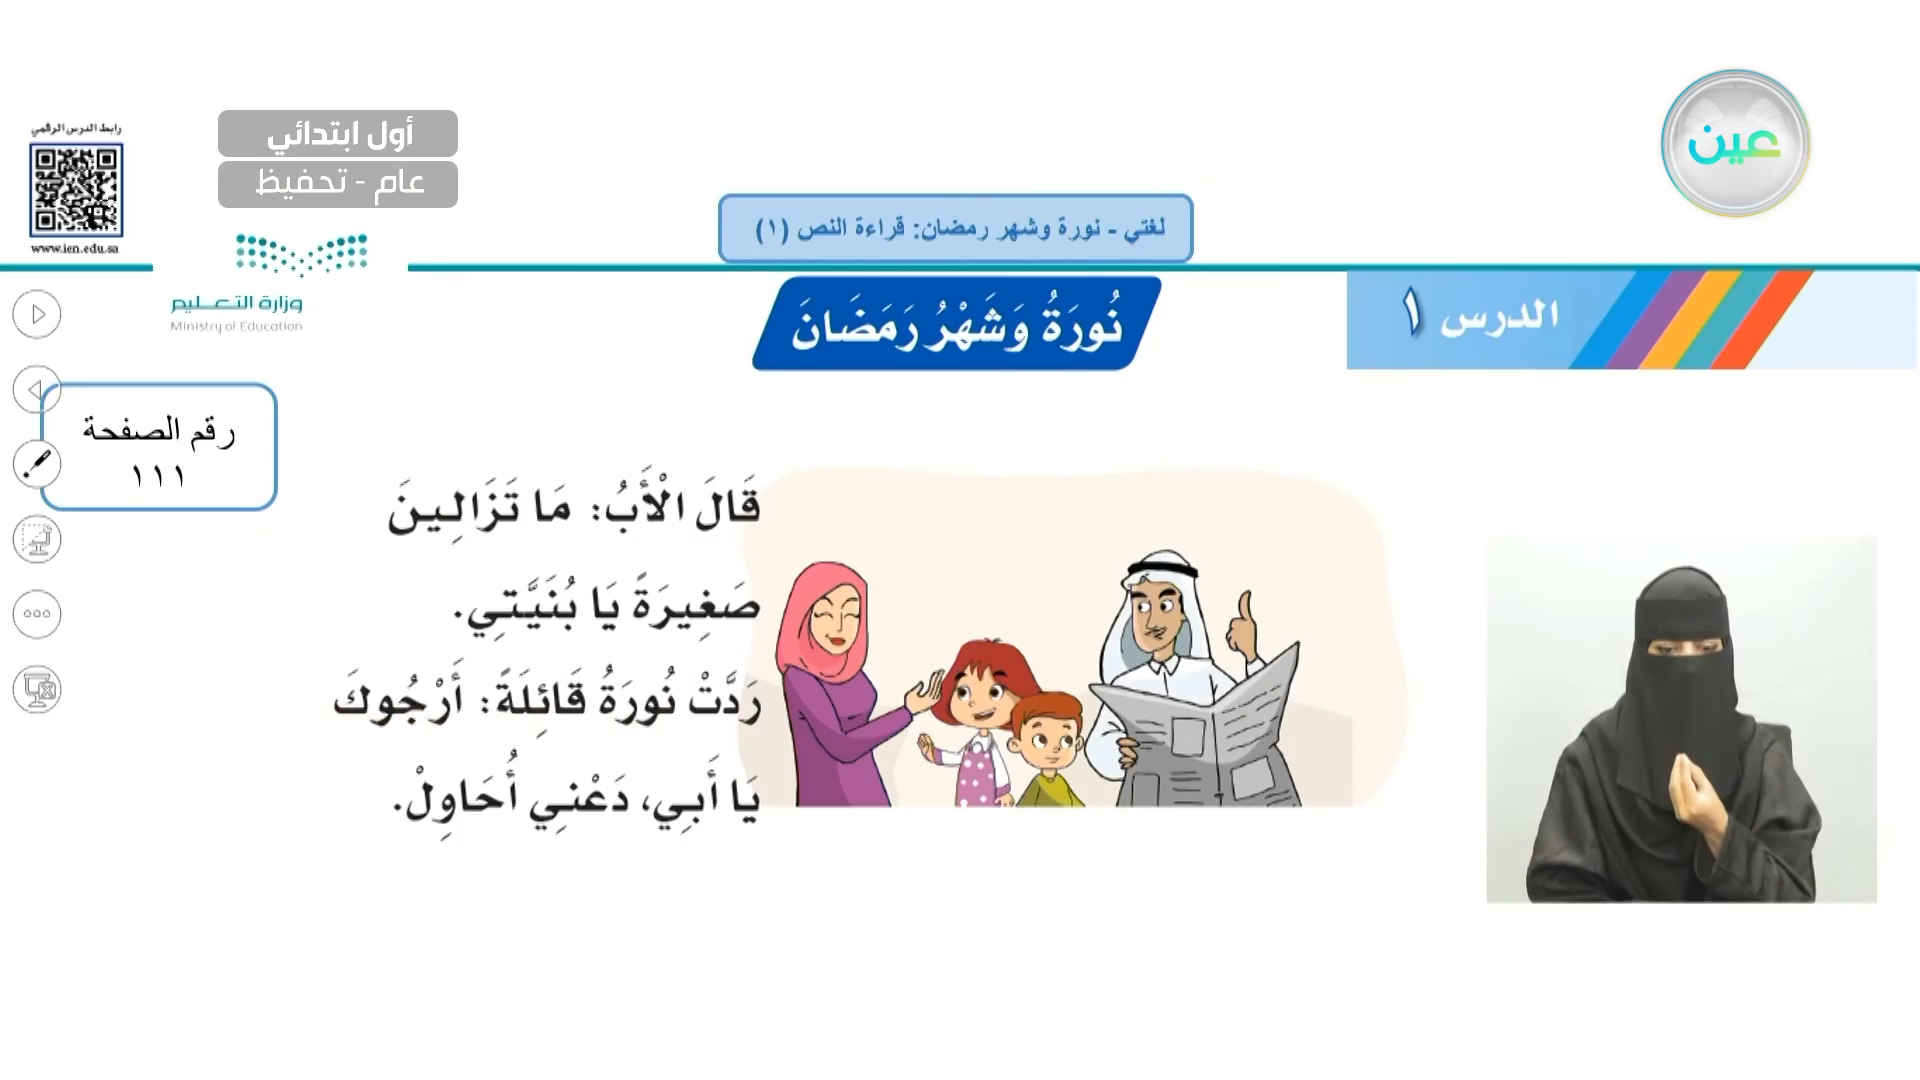 عين
أول ابتدائي
عام - تحفيظ
رابط الدرس الرقمي
www.ien.edu.sa
لغتي - نورة وشهر رمضان: قراءة النص (١)
وزارة التعليم
Ministry of Education
الدرس ١
نُورَةُ وَشَهْرُ رَمَضَانَ
رقم الصفحة
١١١
قَالَ الْأَبُ: مَا تَزَالِينَ
صَغِيرَةً يَا بُنَيَّتِي.
رَدَّتْ نُورَةُ قَائِلَةً: أَرْجُوكَ
يَا أَبِي، دَعْنِي أُحَاوِلْ.